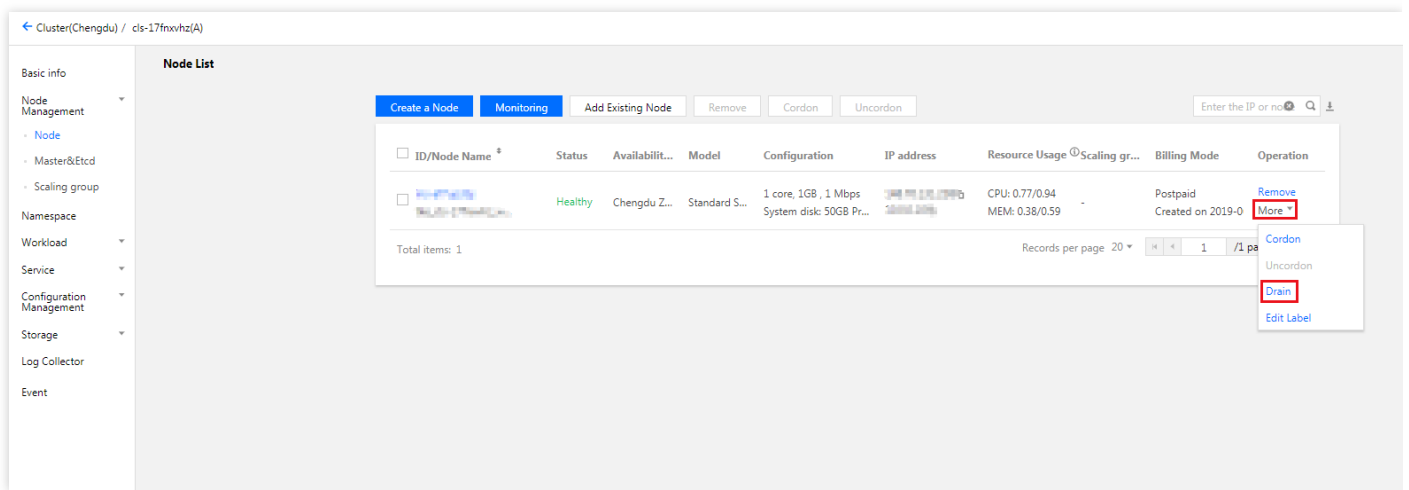 Cluster(Chengdu) / cls-17fnxvhz(A)
Basic info
Node Management
Node
Master&Etcd
Scaling group
Namespace
Workload
Service
Configuration Management
Storage
Log Collector
Event
Node List
Create a Node Monitoring Add Existing Node Remove Cordon Uncordon Enter the IP or no
ID/Node Name Status Availabilit... Model Configuration IP address Resource Usage Scaling gr... Billing Mode Operation
Healthy Chengdu Z... Standard S... 1 core, 1GB , 1 Mbps CPU: 0.77/0.94 - Postpaid Remove
System disk: 50GB Pr... MEM: 0.38/0.59 Created on 2019-0 More
Total items: 1 Records per page 20 1 /1 pa
Cordon
Uncordon
Drain
Edit Label